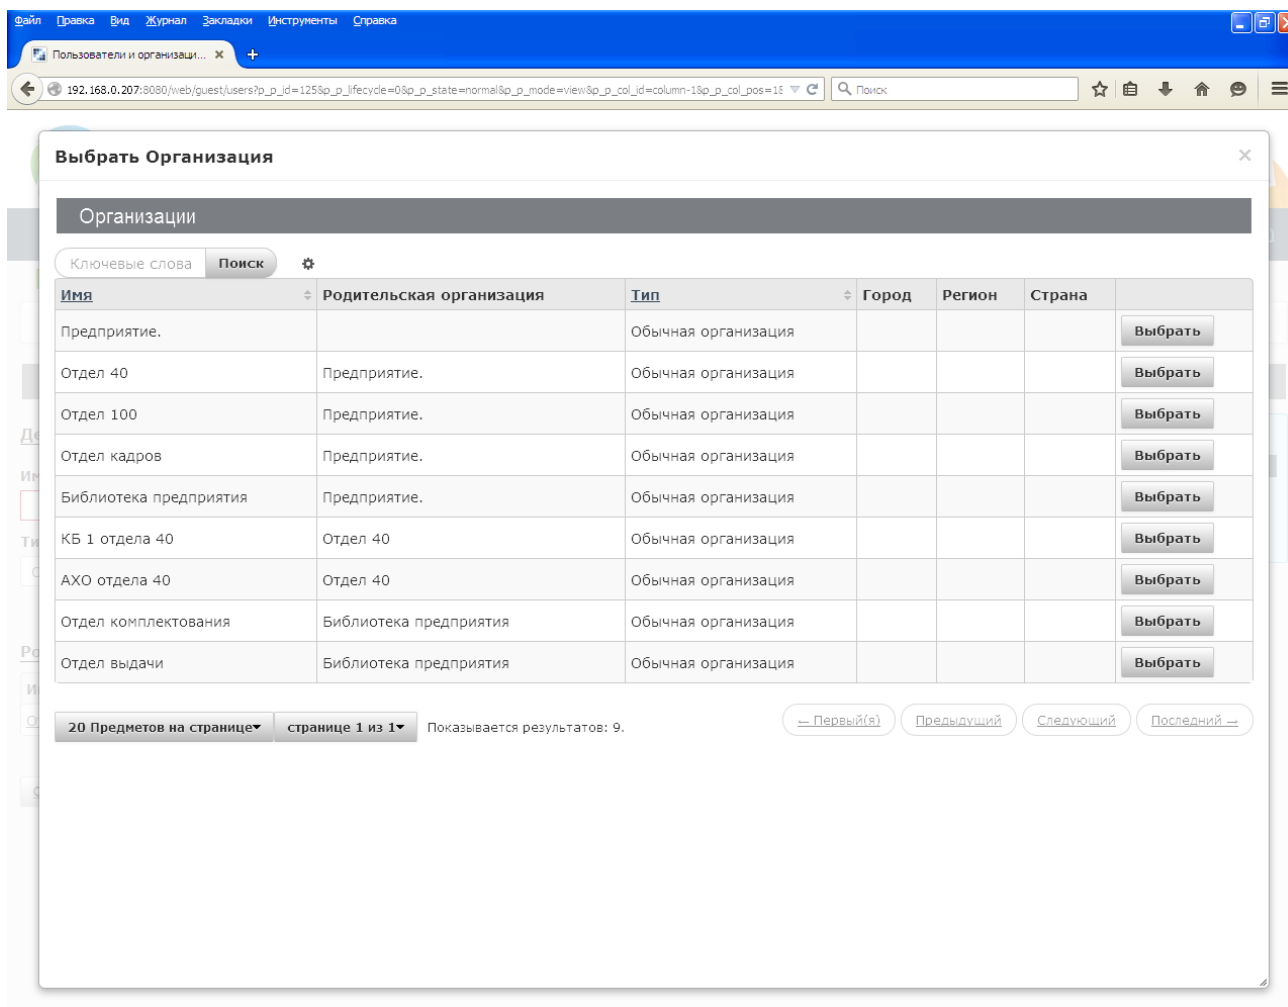 Файл Правка Вид Журнал Закладки Инструменты Справка
Пользователи и организаци... × +
192.168.0.207:8080/web/guest/users?p_p_id=125&p_p_lifecycle=0&p_p_state=normal&p_p_mode=view&p_p_col_id=column-1&p_p_col_pos=1& Поиск
Выбрать Организация ×
Организации
Ключевые слова Поиск
Имя Родительская организация Тип Город Регион Страна
Предприятие. Обычная организация Выбрать
Отдел 40 Предприятие. Обычная организация Выбрать
Отдел 100 Предприятие. Обычная организация Выбрать
Отдел кадров Предприятие. Обычная организация Выбрать
Библиотека предприятия Предприятие. Обычная организация Выбрать
КБ 1 отдела 40 Отдел 40 Обычная организация Выбрать
АХО отдела 40 Отдел 40 Обычная организация Выбрать
Отдел комплектования Библиотека предприятия Обычная организация Выбрать
Отдел выдачи Библиотека предприятия Обычная организация Выбрать
20 Предметов на странице странице 1 из 1 Показывается результатов: 9. ← Первый(я) Предыдущий Следующий Последний →